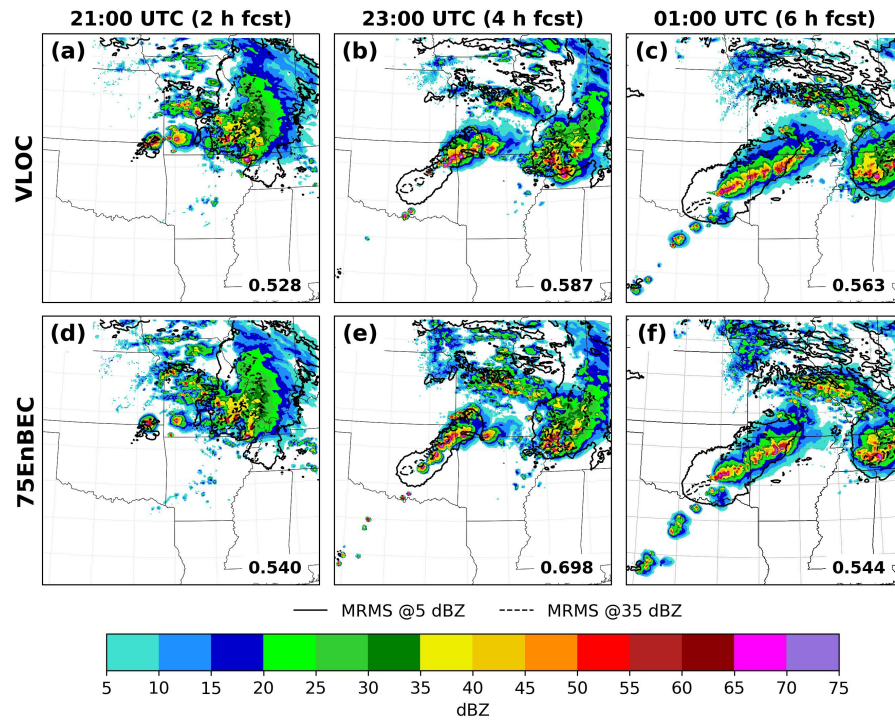 21:00 UTC (2 h fcst) 23:00 UTC (4 h fcst) 01:00 UTC (6 h fcst)
VLOC
(a) (b) (c)
0.528 0.587 0.563
75EnBEC
(d) (e) (f)
0.540 0.698 0.544
MRMS @5 dBZ MRMS @35 dBZ
5 10 15 20 25 30 35 40 45 50 55 60 65 70 75
dBZ